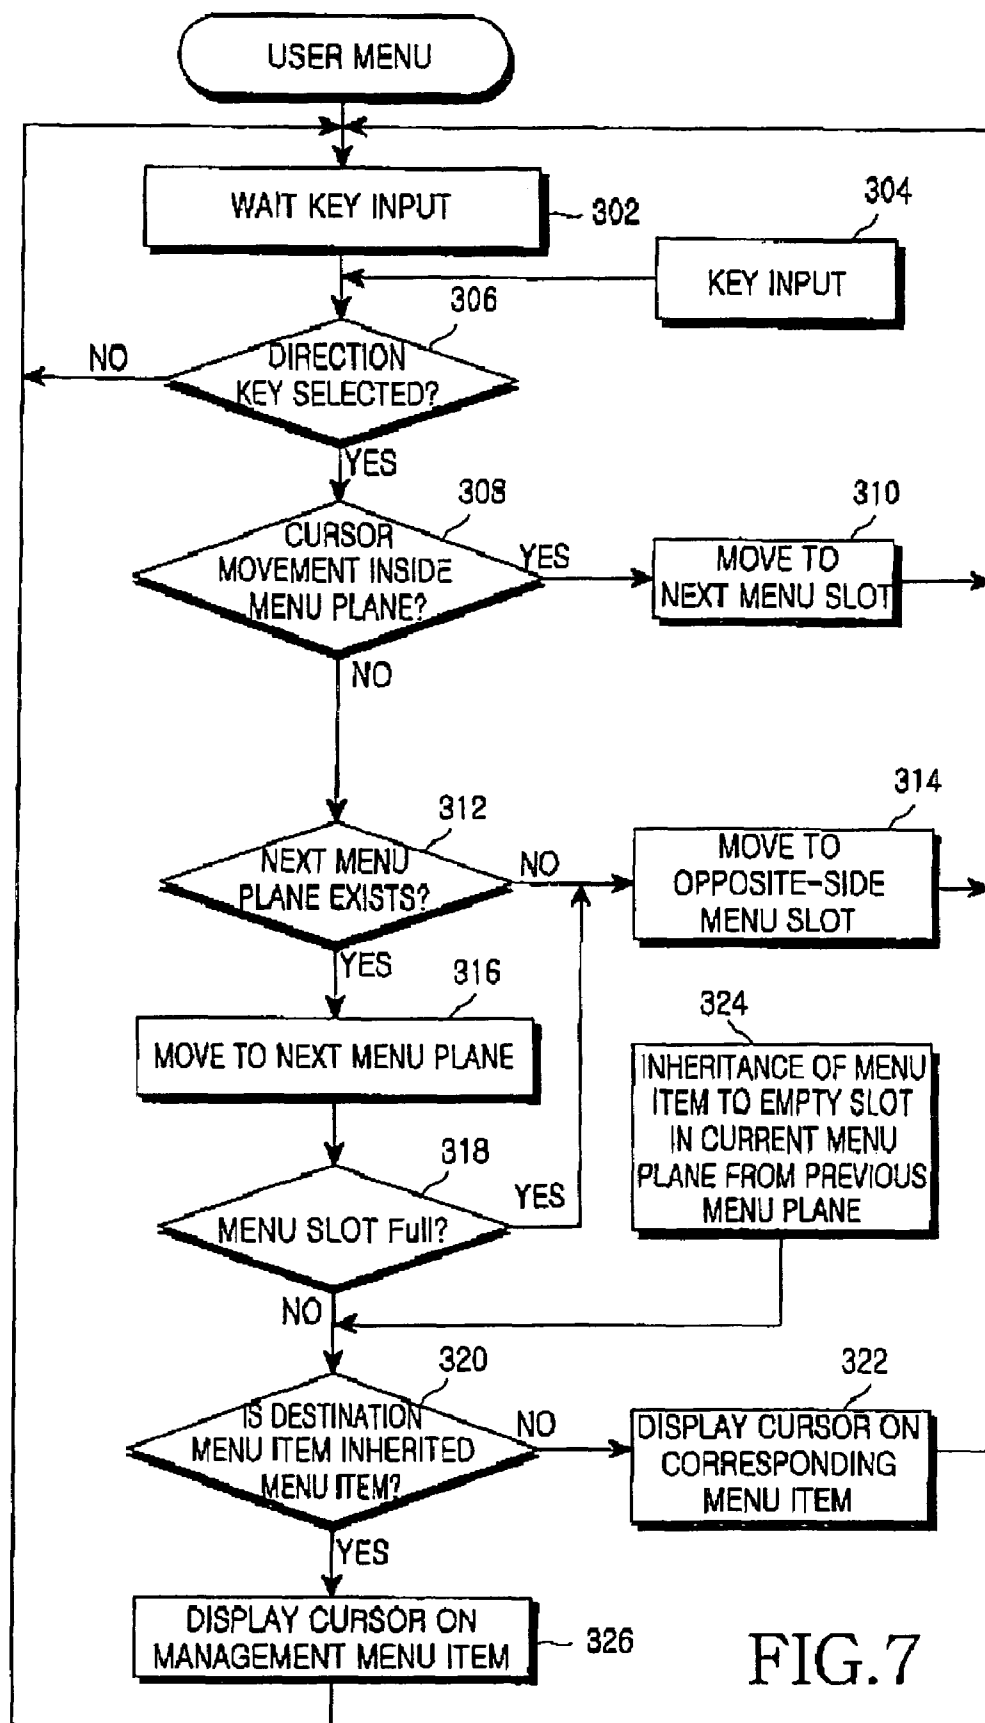 USER MENU
WAIT KEY INPUT
302
304
KEY INPUT
306
NO
DIRECTION
KEY SELECTED?
YES
308
CURSOR
MOVEMENT INSIDE
MENU PLANE?
YES
310
MOVE TO
NEXT MENU SLOT
NO
312
NEXT MENU
PLANE EXISTS?
NO
314
MOVE TO
OPPOSITE-SIDE
MENU SLOT
YES
316
MOVE TO NEXT MENU PLANE
324
INHERITANCE OF MENU
ITEM TO EMPTY SLOT
IN CURRENT MENU
PLANE FROM PREVIOUS
MENU PLANE
318
MENU SLOT Full?
YES
NO
320
IS DESTINATION
MENU ITEM INHERITED
MENU ITEM?
NO
322
DISPLAY CURSOR ON
CORRESPONDING
MENU ITEM
YES
DISPLAY CURSOR ON
MANAGEMENT MENU ITEM
326
FIG.7